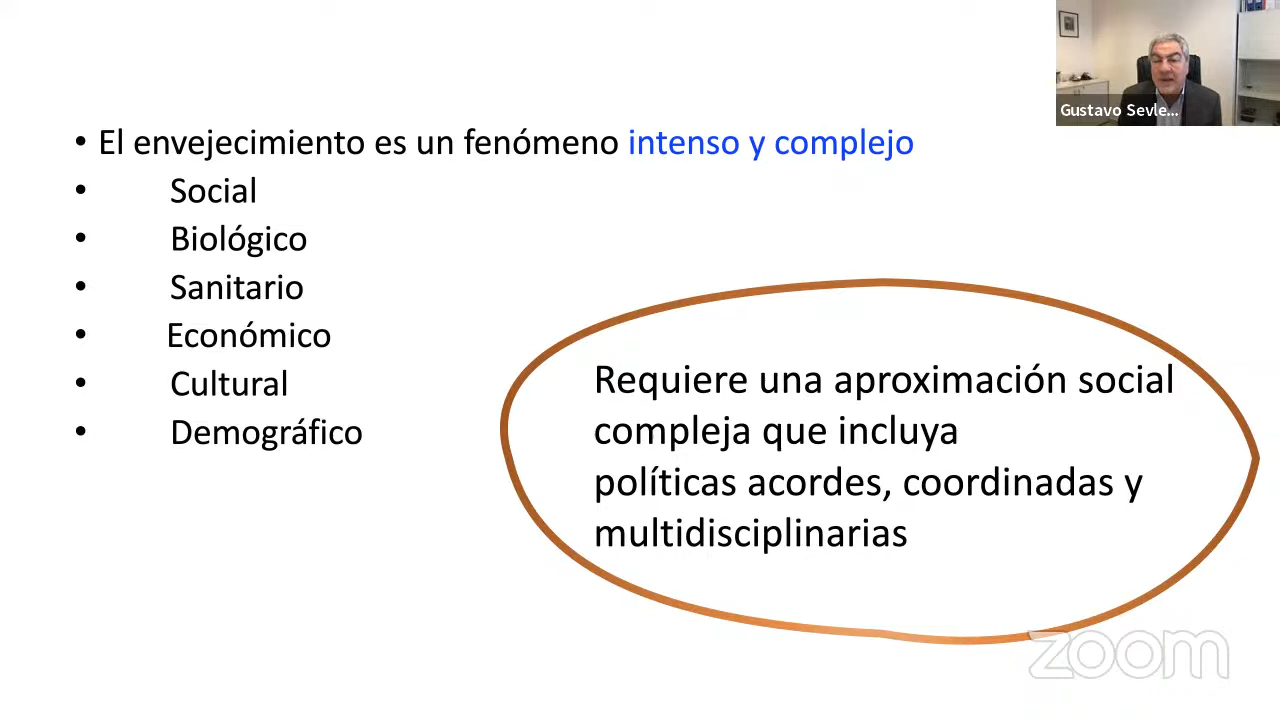 Gustavo Sevle...
• El envejecimiento es un fenómeno intenso y complejo
• Social
• Biológico
• Sanitario
• Económico
• Cultural
• Demográfico
Requiere una aproximación social
compleja que incluya
políticas acordes, coordinadas y
multidisciplinarias
zoom